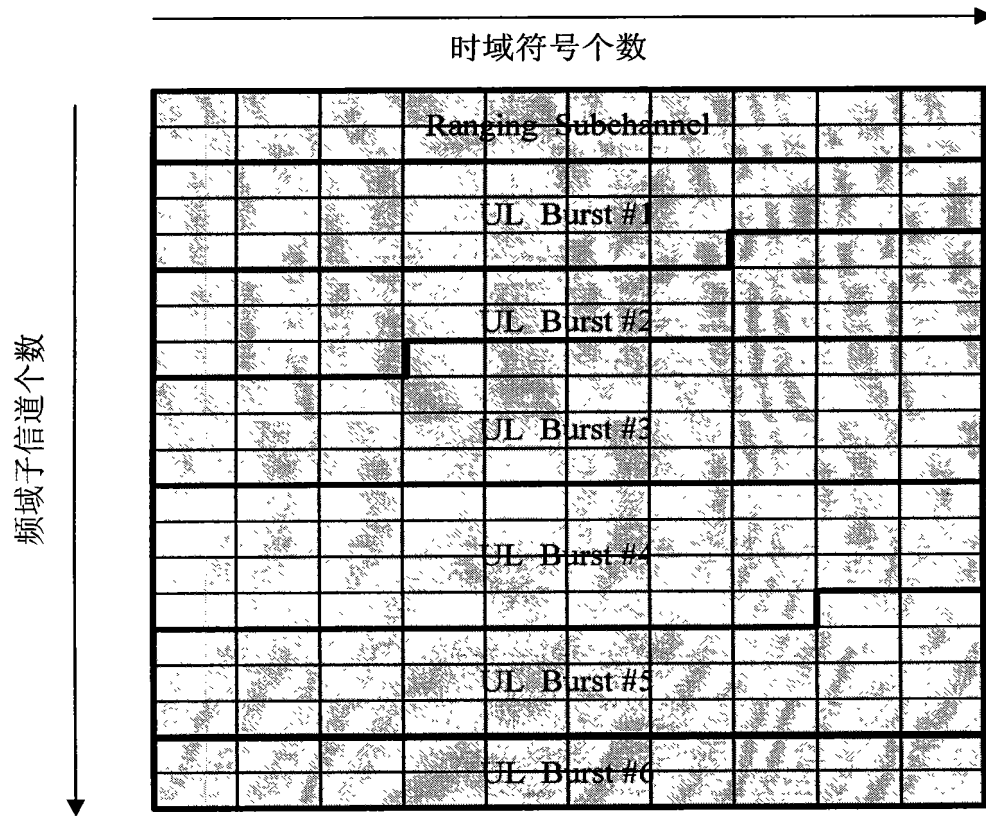 时域符号个数
频域子信道个数
Ranging Subchannel
UL Burst #1
UL Burst #2
UL Burst #3
UL Burst #4
UL Burst #5
UL Burst #6